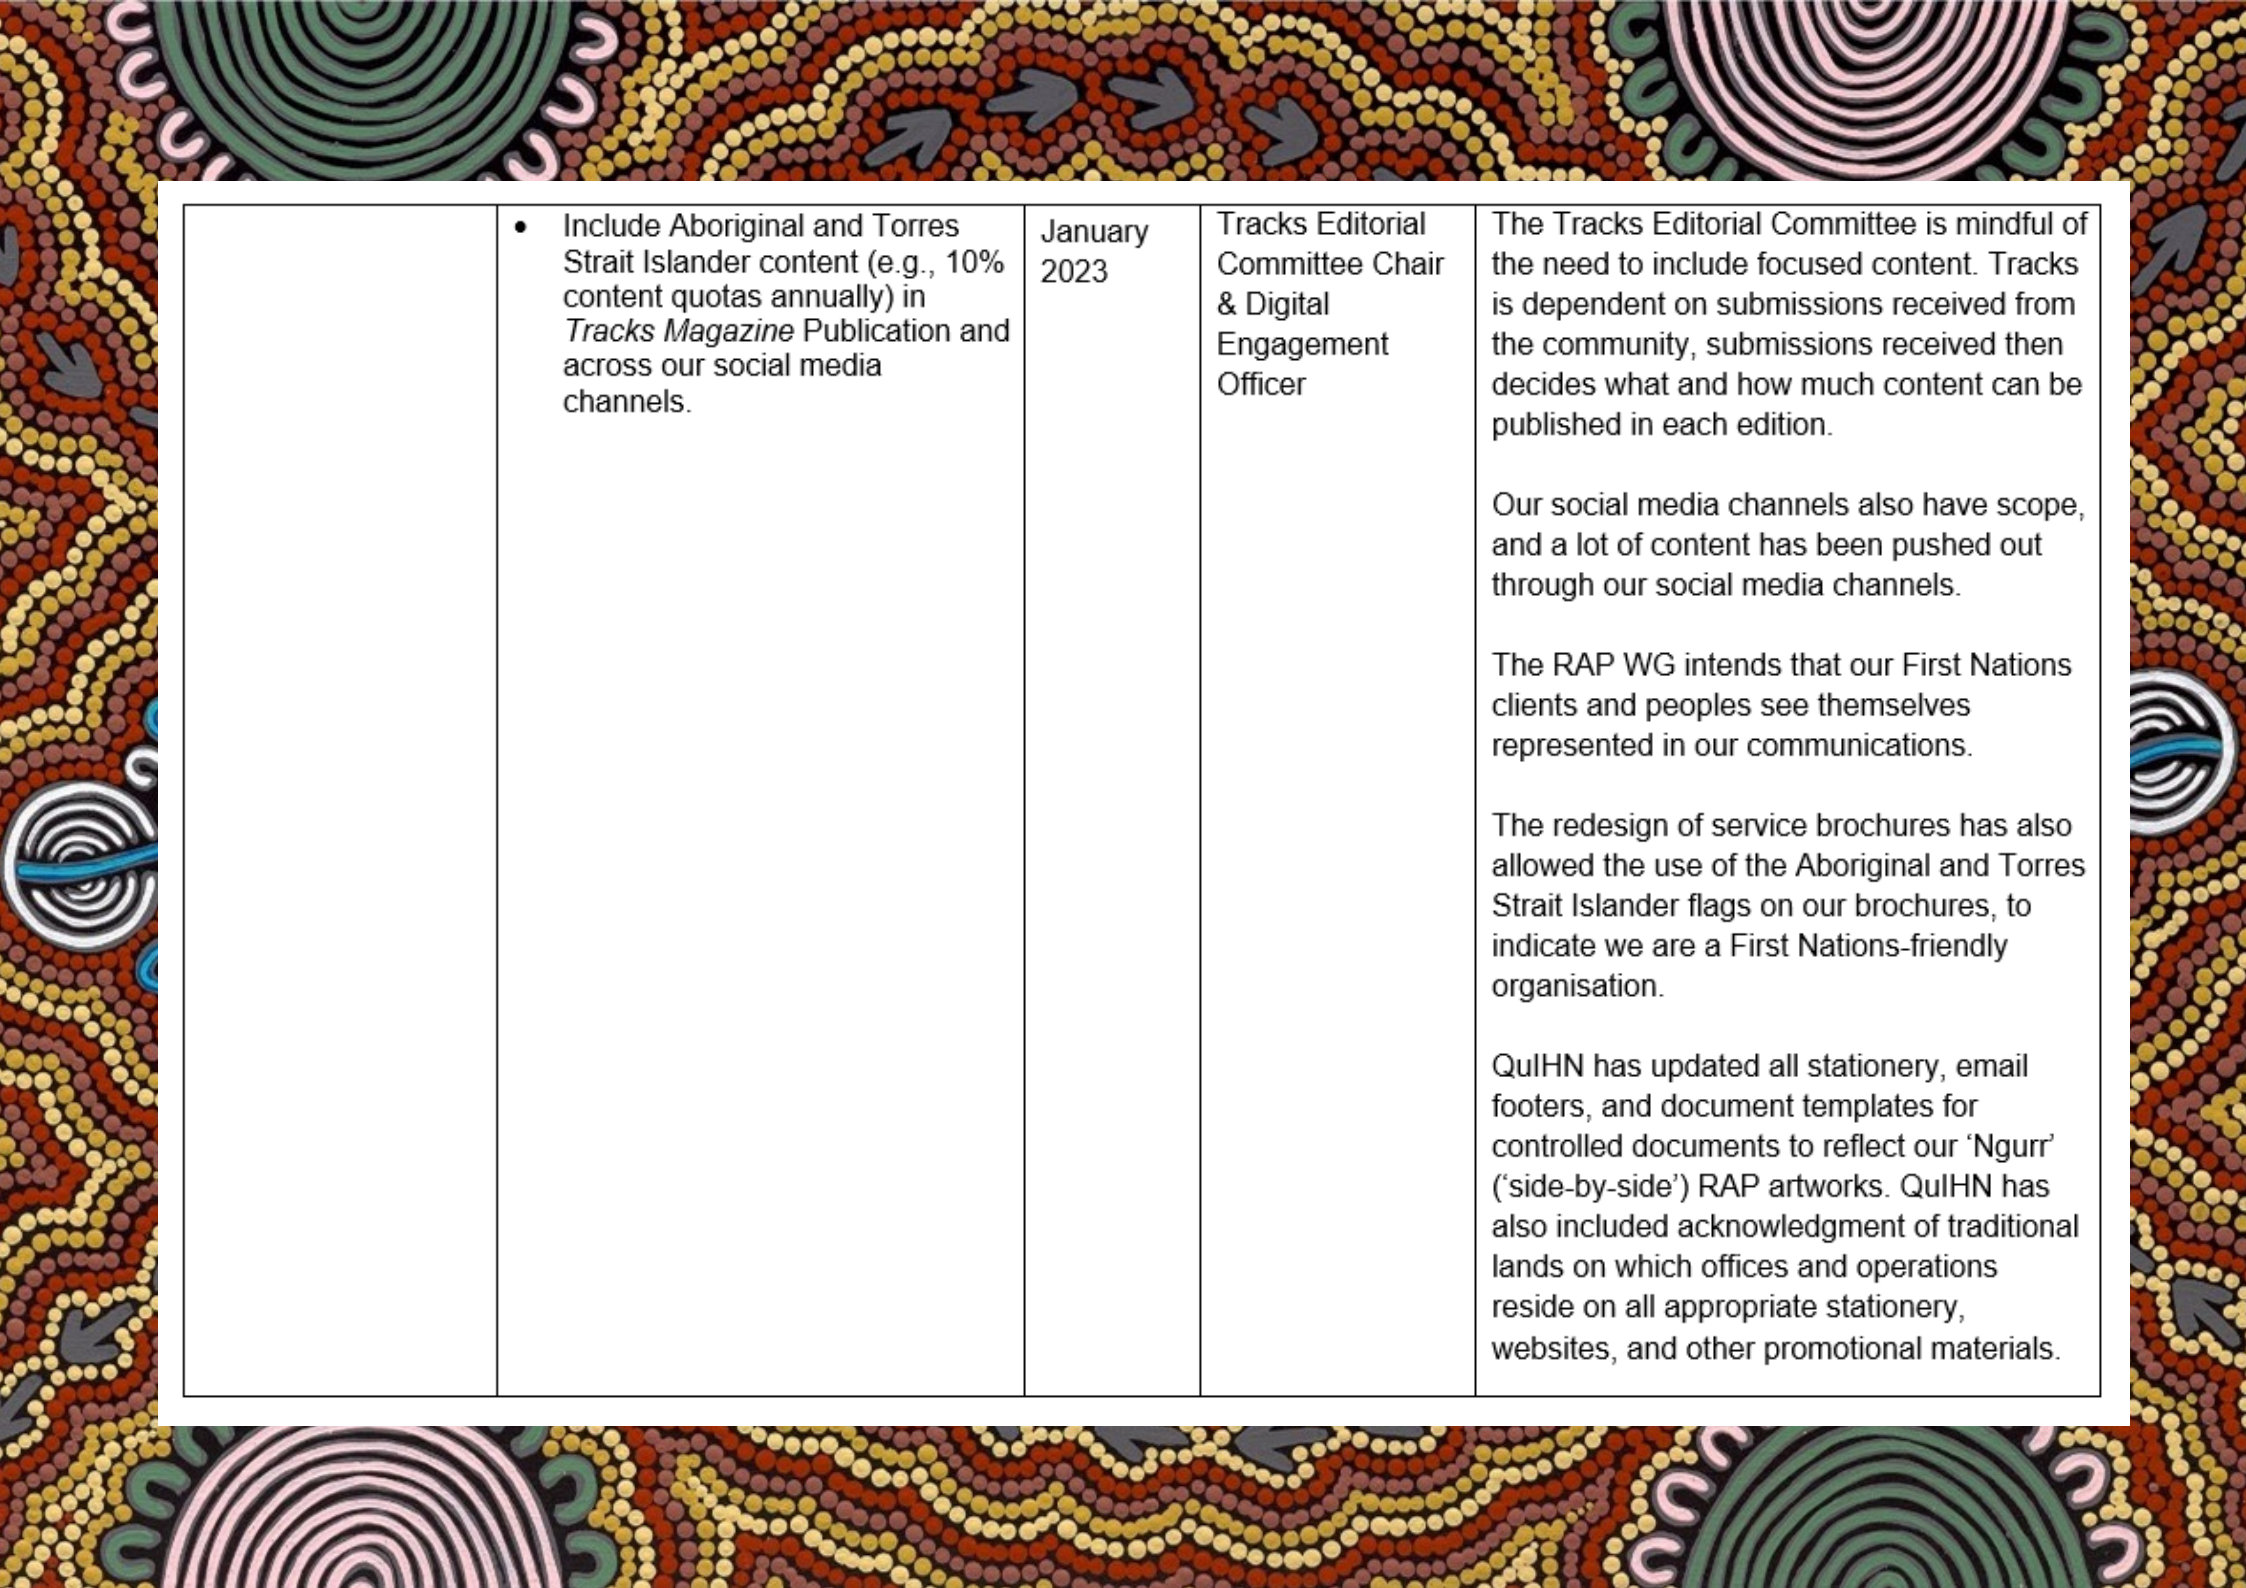 • Include Aboriginal and Torres
Strait Islander content (e.g., 10%
content quotas annually) in
Tracks Magazine Publication and
across our social media
channels.
January
2023
Tracks Editorial
Committee Chair
& Digital
Engagement
Officer
The Tracks Editorial Committee is mindful of
the need to include focused content. Tracks
is dependent on submissions received from
the community, submissions received then
decides what and how much content can be
published in each edition.
Our social media channels also have scope,
and a lot of content has been pushed out
through our social media channels.
The RAP WG intends that our First Nations
clients and peoples see themselves
represented in our communications.
The redesign of service brochures has also
allowed the use of the Aboriginal and Torres
Strait Islander flags on our brochures, to
indicate we are a First Nations-friendly
organisation.
QuIHN has updated all stationery, email
footers, and document templates for
controlled documents to reflect our ‘Ngurr’
(‘side-by-side’) RAP artworks. QuIHN has
also included acknowledgment of traditional
lands on which offices and operations
reside on all appropriate stationery,
websites, and other promotional materials.